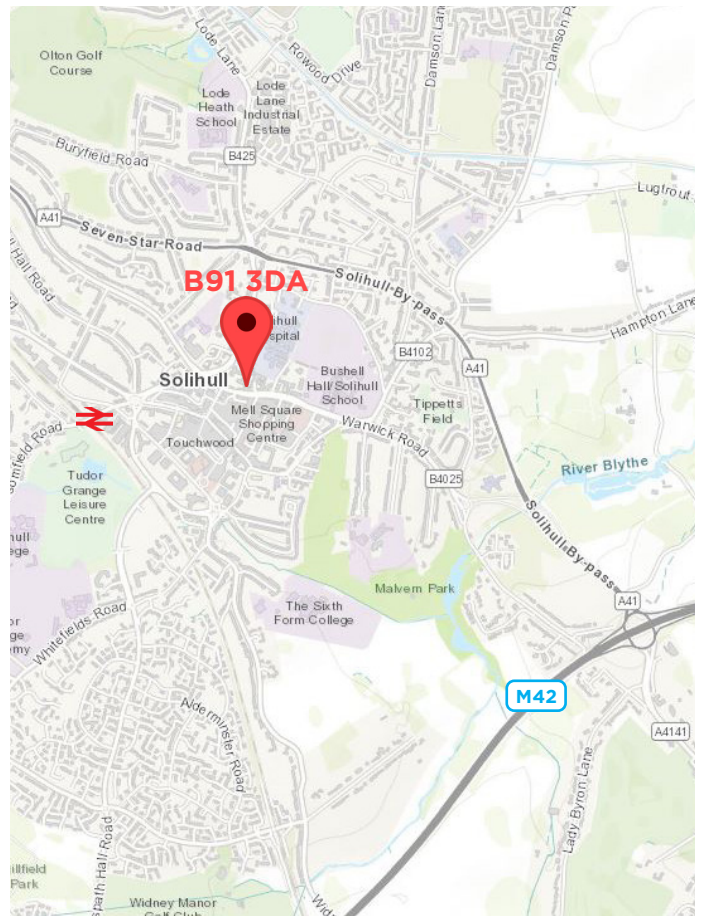 Olton Golf
Course
Lode Lane
Rowood Drive
Damson Lane
Lode
Heath
School
Lode
Lane
Industrial
Estate
Buryfield Road
B425
Lugtrout
A41
Seven Star Road
Hall Road
Solihull By-pass
B91 3DA
Hampton Lane
B4102
A41
Bushell
Hall/Solihull
School
Solihull
Mell Square
Shopping
Centre
Tippetts
Field
Touchwood
Warwick Road
River Blythe
B4025
Tudor
Grange
Leisure
Centre
Solihull By-pass
Malvern Park
The Sixth
Form College
A41
Whitefields Road
M42
Alderminster Road
A4141
Lady Byron Lane
Hall Road
Park
Widney Manor
Golf Club